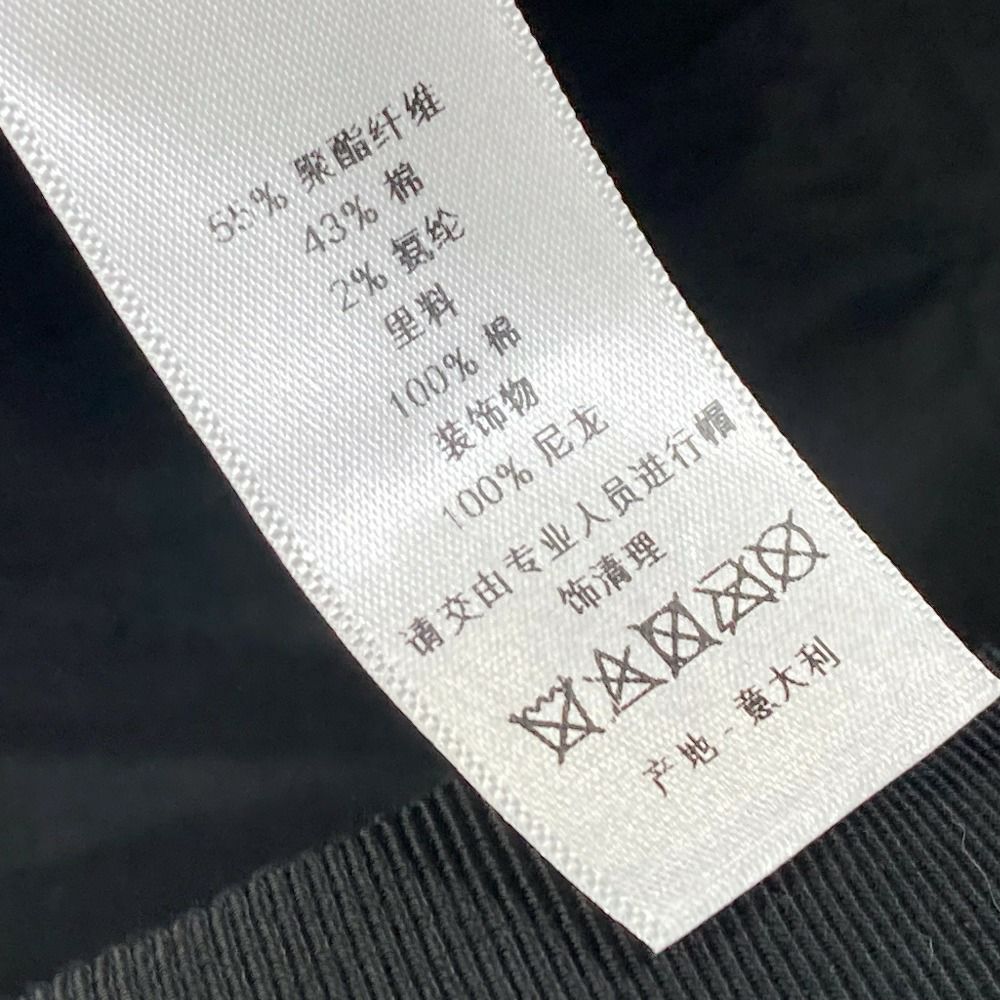 55% 聚酯纤维
43% 棉
2% 氨纶
里料
100% 棉
装饰物
100% 尼龙
请交由专业人员进行帽
饰清理
产地 - 意大利